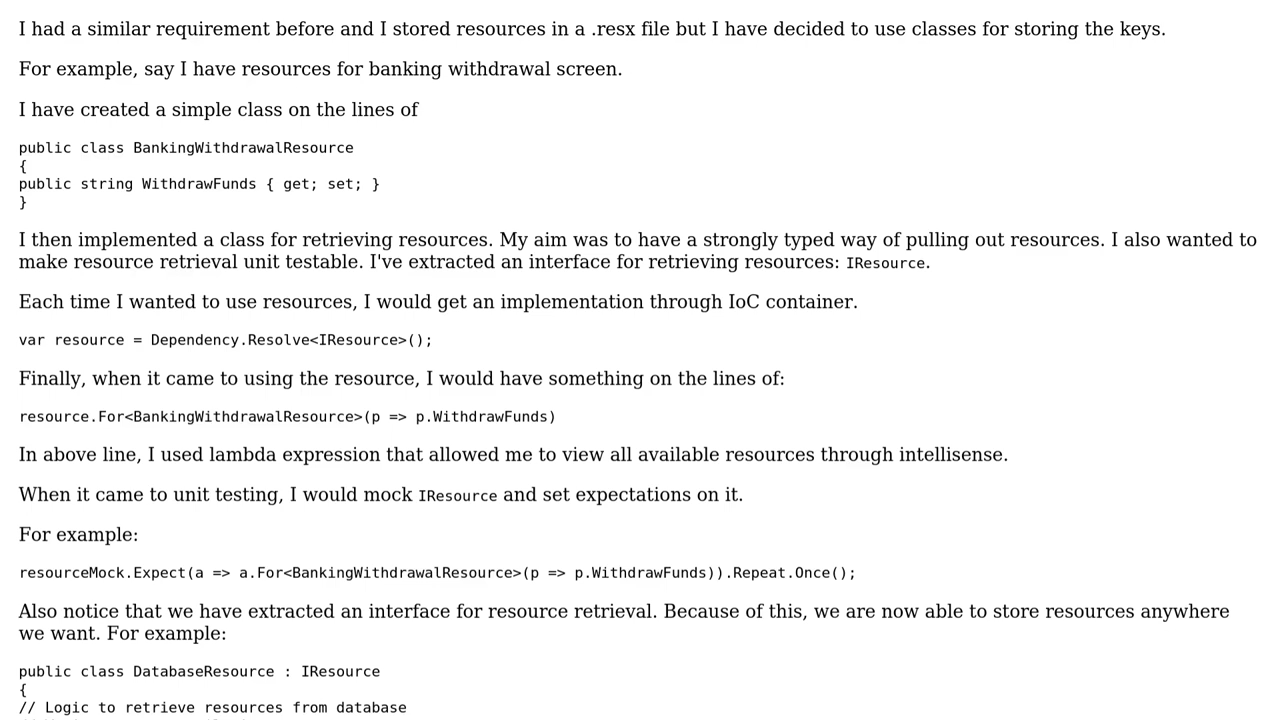 I had a similar requirement before and I stored resources in a .resx file but I have decided to use classes for storing the keys.
For example, say I have resources for banking withdrawal screen.
I have created a simple class on the lines of
public class BankingWithdrawalResource
{
public string WithdrawFunds { get; set; }
}
I then implemented a class for retrieving resources. My aim was to have a strongly typed way of pulling out resources. I also wanted to
make resource retrieval unit testable. I've extracted an interface for retrieving resources: IResource.
Each time I wanted to use resources, I would get an implementation through IoC container.
var resource = Dependency.Resolve<IResource>();
Finally, when it came to using the resource, I would have something on the lines of:
resource.For<BankingWithdrawalResource>(p => p.WithdrawFunds)
In above line, I used lambda expression that allowed me to view all available resources through intellisense.
When it came to unit testing, I would mock IResource and set expectations on it.
For example:
resourceMock.Expect(a => a.For<BankingWithdrawalResource>(p => p.WithdrawFunds)).Repeat.Once();
Also notice that we have extracted an interface for resource retrieval. Because of this, we are now able to store resources anywhere
we want. For example:
public class DatabaseResource : IResource
{
// Logic to retrieve resources from database